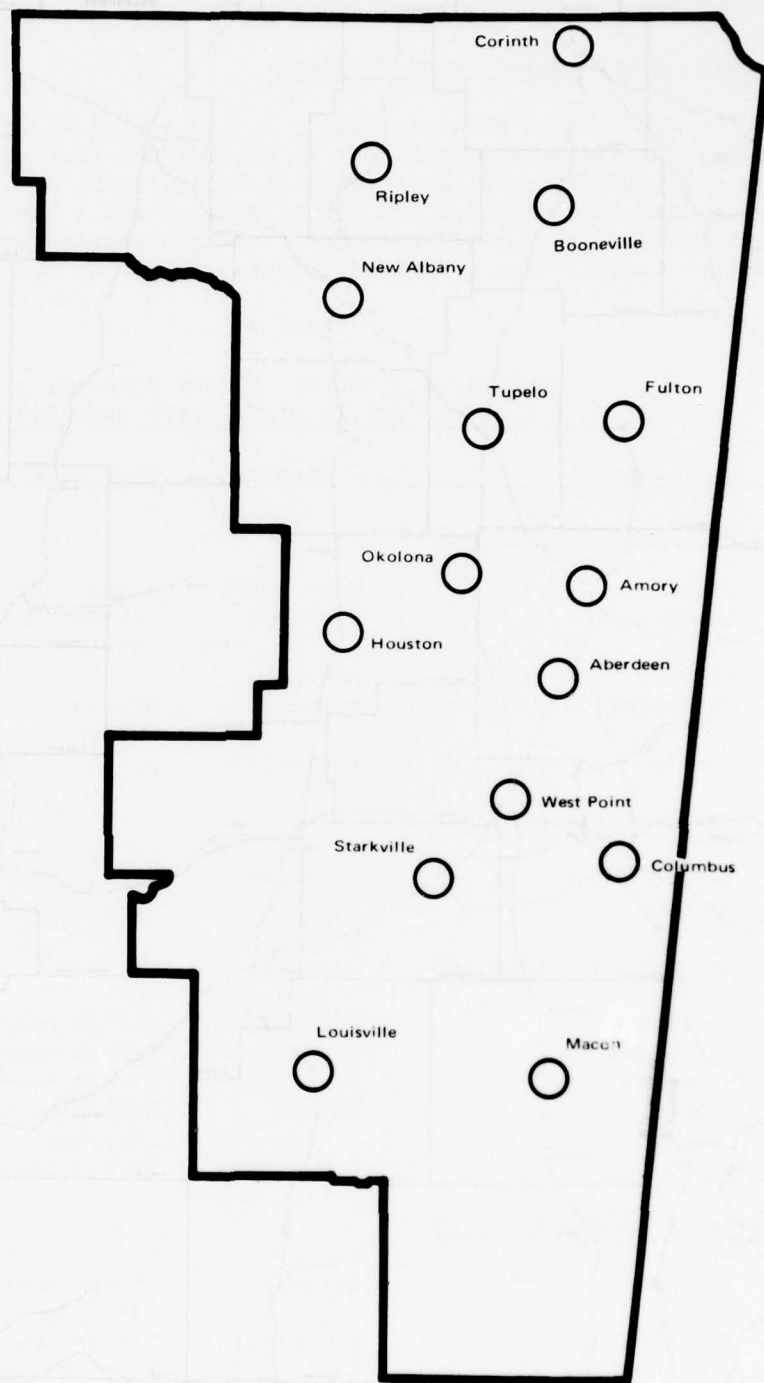 Corinth
Ripley
Booneville
New Albany
Tupelo
Fulton
Okolona
Amory
Houston
Aberdeen
West Point
Starkville
Columbus
Louisville
Macon